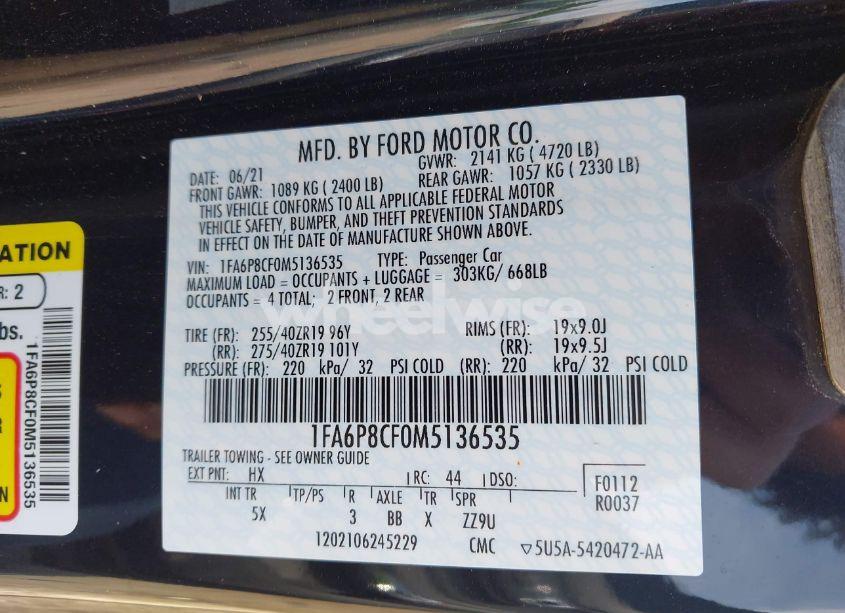 MFD. BY FORD MOTOR CO.
DATE: 06/21 GVWR: 2141 KG ( 4720 LB)
FRONT GAWR: 1089 KG ( 2400 LB) REAR GAWR: 1057 KG ( 2330 LB)
THIS VEHICLE CONFORMS TO ALL APPLICABLE FEDERAL MOTOR
VEHICLE SAFETY, BUMPER, AND THEFT PREVENTION STANDARDS
IN EFFECT ON THE DATE OF MANUFACTURE SHOWN ABOVE.
VIN: 1FA6P8CF0M5136535 TYPE: Passenger Car
MAXIMUM LOAD = OCCUPANTS + LUGGAGE = 303KG/ 668LB
OCCUPANTS = 4 TOTAL; 2 FRONT, 2 REAR
wheelwise
TIRE (FR): 255/40ZR19 96Y RIMS (FR): 19x9.0J
(RR): 275/40ZR19 101Y (RR): 19x9.5J
PRESSURE (FR): 220 kPa/ 32 PSI COLD (RR): 220 kPa/ 32 PSI COLD
1FA6P8CF0M5136535
TRAILER TOWING - SEE OWNER GUIDE
EXT PNT: HX RC: 44 DSO:
F0112
R0037
INT TR TP/PS R AXLE TR SPR
5X 3 BB X ZZ9U
1202106245229 CMC ▽5U5A-5420472-AA
ATION
R: 2
bs.
1FA6P8CF0M5136535
S
R
N